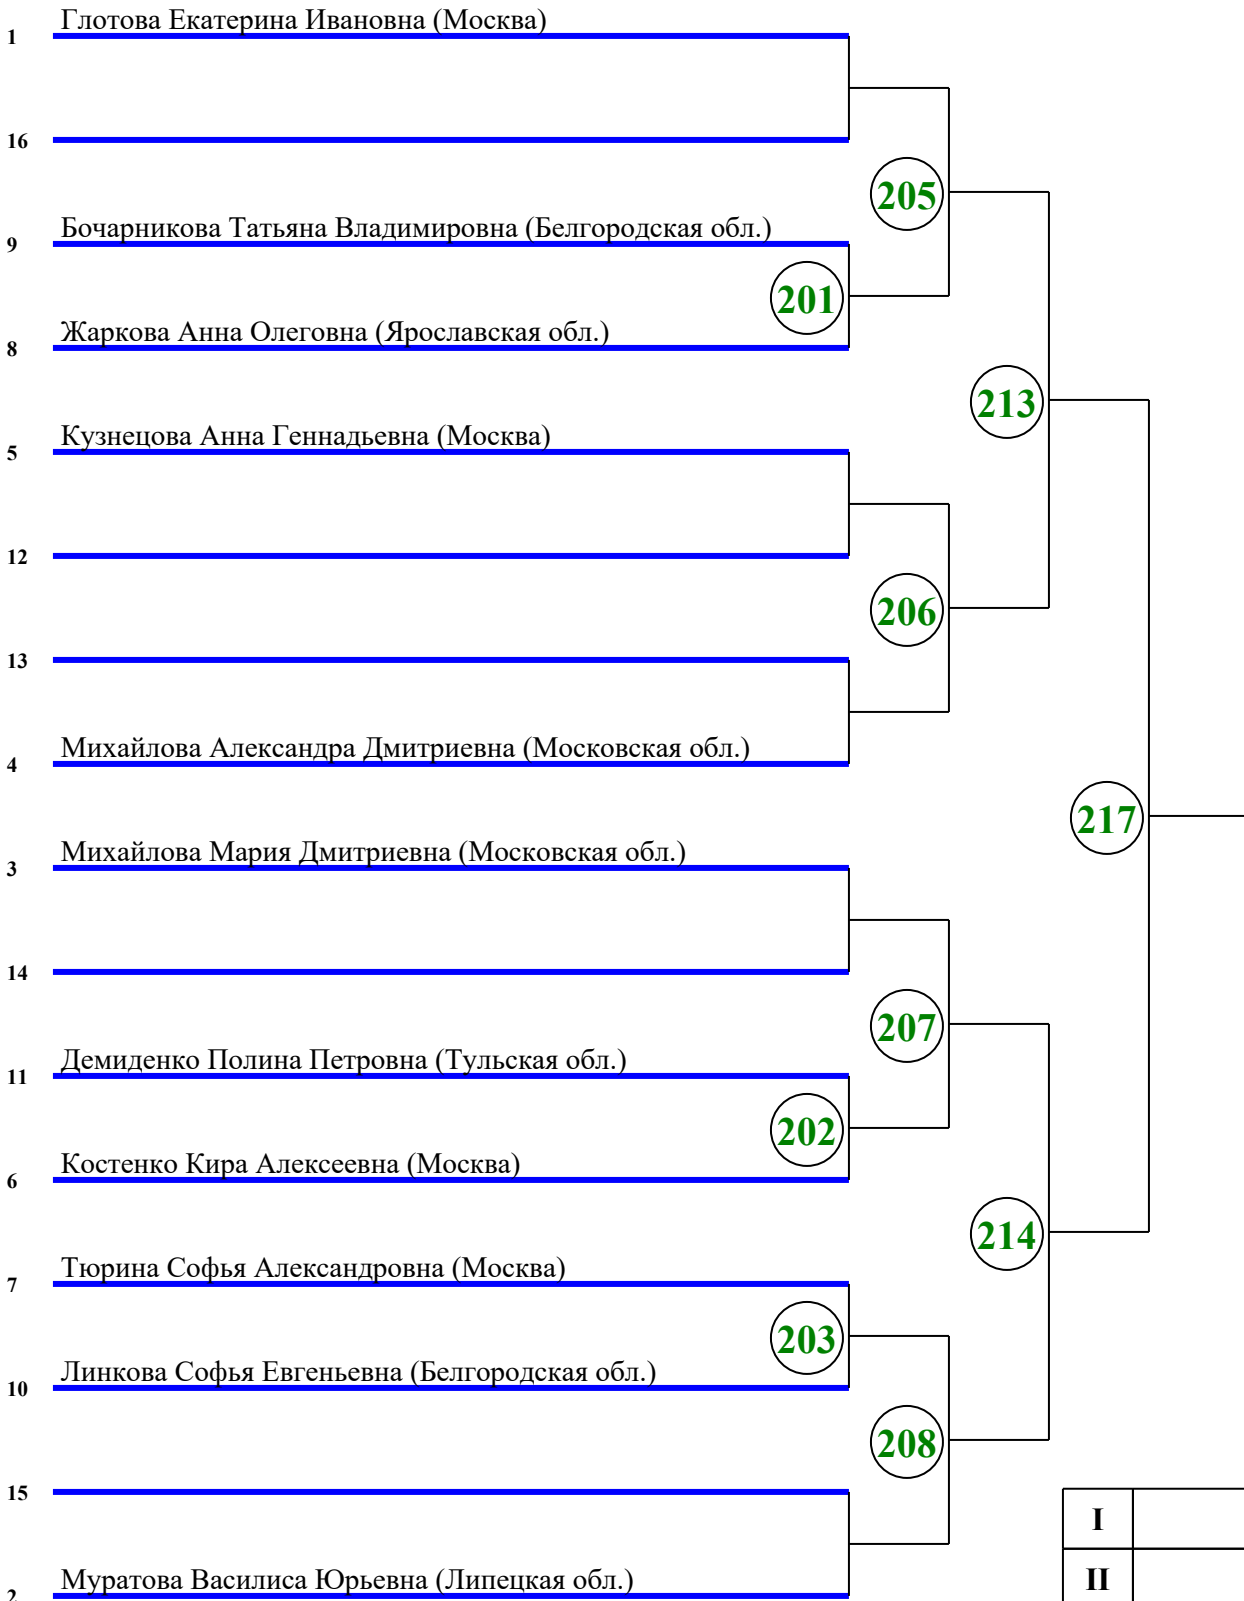 Глотова Екатерина Ивановна (Москва)
1
16
205
Бочарникова Татьяна Владимировна (Белгородская обл.)
9
201
Жаркова Анна Олеговна (Ярославская обл.)
8
213
Кузнецова Анна Геннадьевна (Москва)
5
12
206
13
Михайлова Александра Дмитриевна (Московская обл.)
4
217
Михайлова Мария Дмитриевна (Московская обл.)
3
14
207
Демиденко Полина Петровна (Тульская обл.)
11
202
Костенко Кира Алексеевна (Москва)
6
214
Тюрина Софья Александровна (Москва)
7
203
Линкова Софья Евгеньевна (Белгородская обл.)
10
208
15
I
Муратова Василиса Юрьевна (Липецкая обл.)
II
2